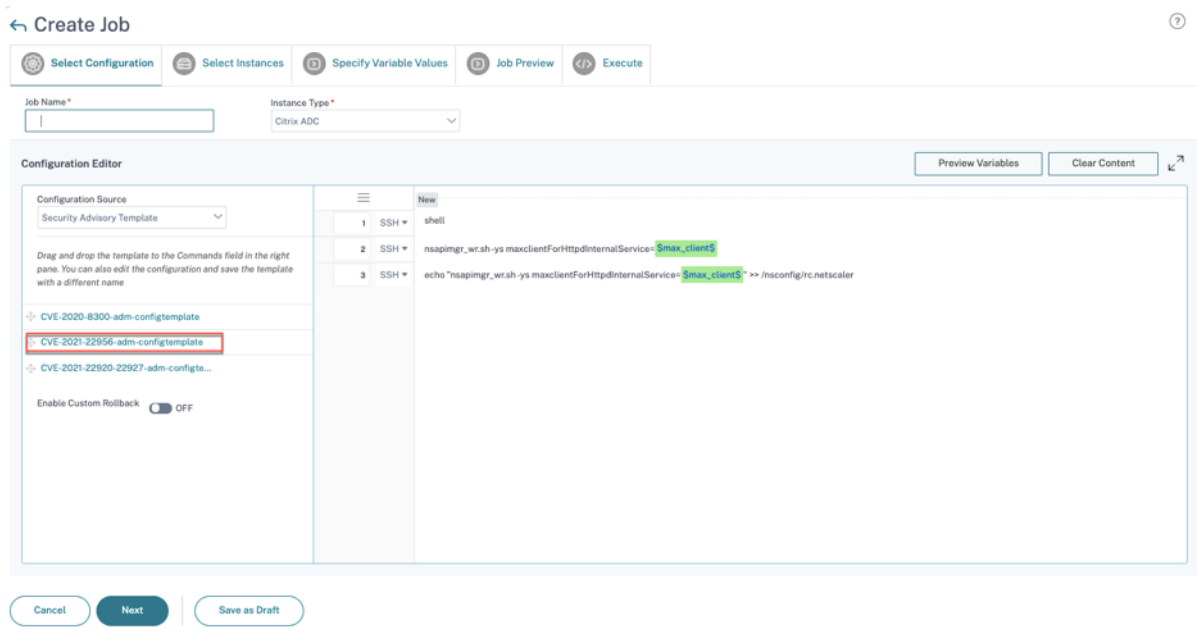 Create Job
?
Select Configuration
Select Instances
Specify Variable Values
Job Preview
Execute
Job Name*
Instance Type*
Citrix ADC
Configuration Editor
Preview Variables
Clear Content
Configuration Source
Security Advisory Template
Drag and drop the template to the Commands field in the right
pane. You can also edit the configuration and save the template
with a different name
CVE-2020-8300-adm-configtemplate
CVE-2021-22956-adm-configtemplate
CVE-2021-22920-22927-adm-configte...
Enable Custom Rollback
OFF
New
1 SSH shell
2 SSH nsapimgr_wr.sh -ys maxclientForHttpdInternalService= $max_client$
3 SSH echo "nsapimgr_wr.sh -ys maxclientForHttpdInternalService= $max_client$ " >> /nsconfig/rc.netscaler
Cancel
Next
Save as Draft